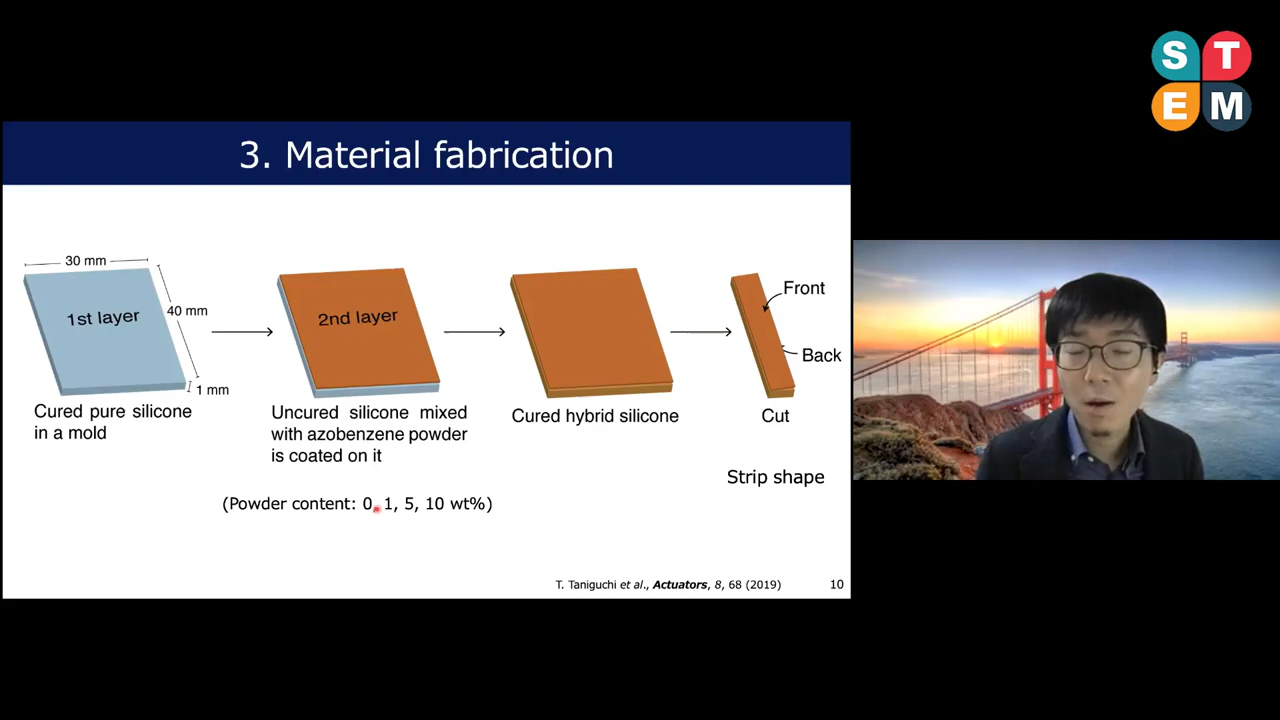 S T
E M
3. Material fabrication
30 mm
40 mm
1 mm
1st layer
Cured pure silicone
in a mold
2nd layer
Uncured silicone mixed
with azobenzene powder
is coated on it
Cured hybrid silicone
Front
Back
Cut
Strip shape
(Powder content: 0, 1, 5, 10 wt%)
T. Taniguchi et al., Actuators, 8, 68 (2019)
10